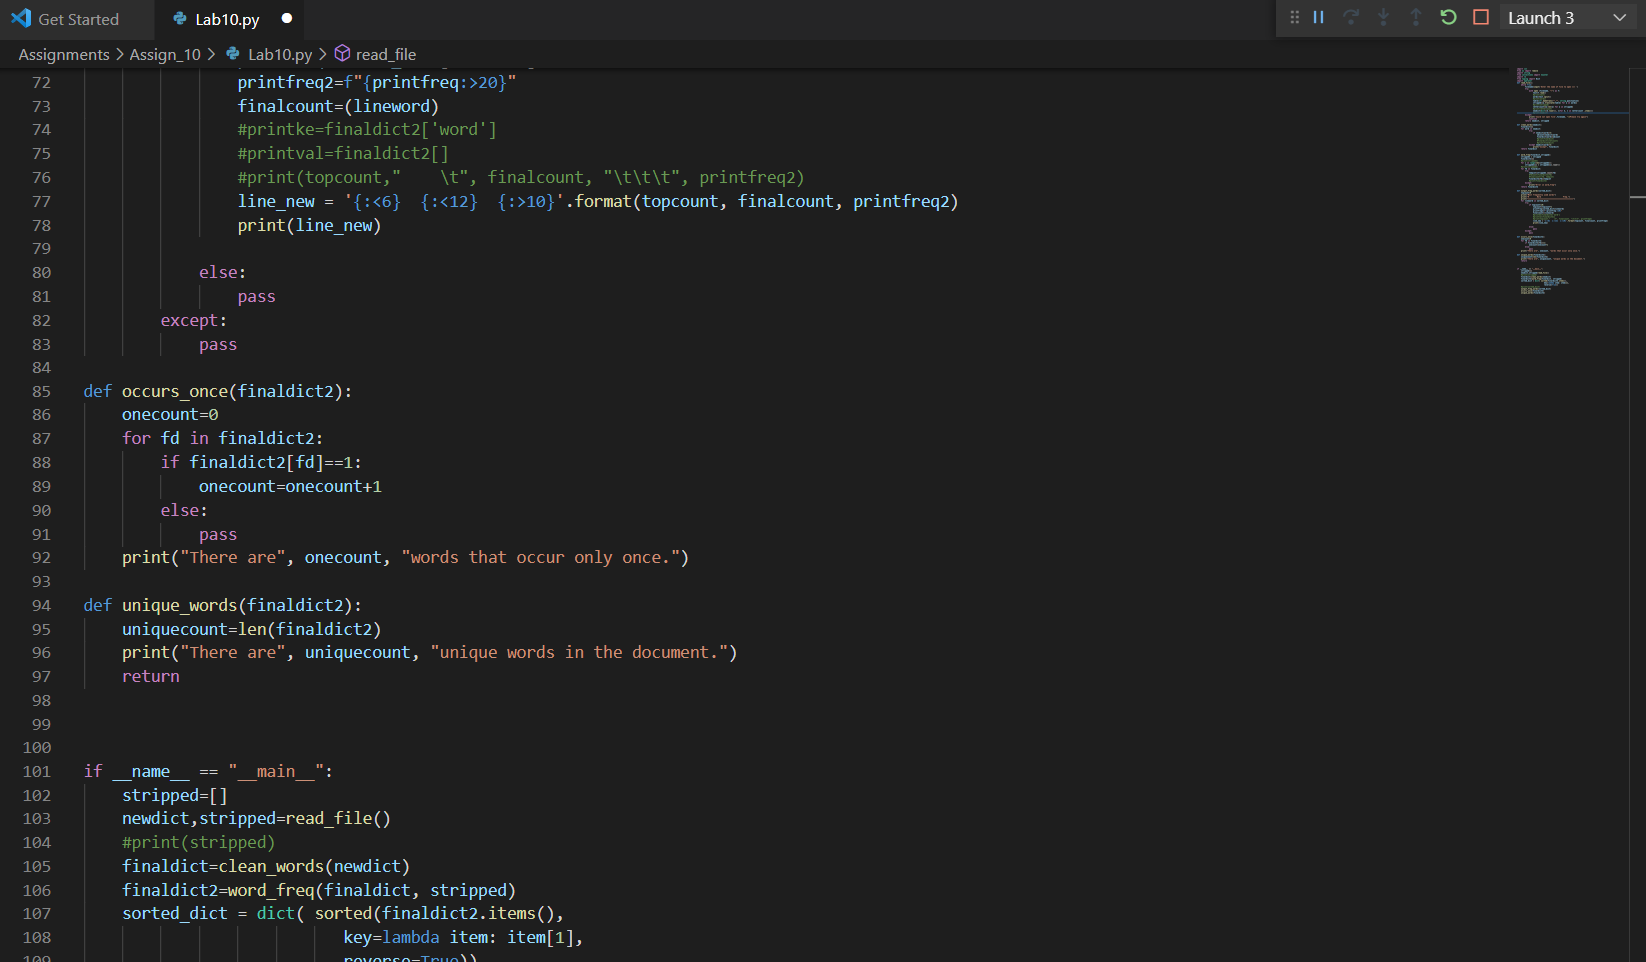 Get Started
Lab10.py
Launch 3
Assignments > Assign_10 > Lab10.py > read_file
72 printfreq2=f"{printfreq:>20}"
73 finalcount=(lineword)
74 #printke=finaldict2['word']
75 #printval=finaldict2[]
76 #print(topcount,"    \t", finalcount, "\t\t\t", printfreq2)
77 line_new = '{:<6}  {:<12}  {:>10}'.format(topcount, finalcount, printfreq2)
78 print(line_new)
79
80 else:
81 pass
82 except:
83 pass
84
85 def occurs_once(finaldict2):
86 onecount=0
87 for fd in finaldict2:
88 if finaldict2[fd]==1:
89 onecount=onecount+1
90 else:
91 pass
92 print("There are", onecount, "words that occur only once.")
93
94 def unique_words(finaldict2):
95 uniquecount=len(finaldict2)
96 print("There are", uniquecount, "unique words in the document.")
97 return
98
99
100
101 if __name__ == "__main__":
102 stripped=[]
103 newdict,stripped=read_file()
104 #print(stripped)
105 finaldict=clean_words(newdict)
106 finaldict2=word_freq(finaldict, stripped)
107 sorted_dict = dict( sorted(finaldict2.items(),
108 key=lambda item: item[1],
109 reverse=True))